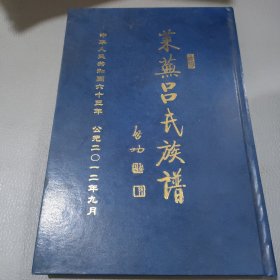 莱芜吕氏族谱
启功
中华人民共和国六十三年 公元二〇一二年九月